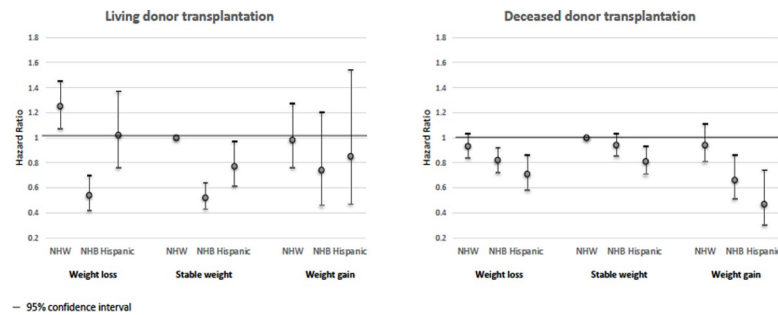 Living donor transplantation
1.8
1.6
1.4
1.2
1
0.8
0.6
0.4
0.2
Hazard Ratio
NHW NHB Hispanic NHW NHB Hispanic NHW NHB Hispanic
Weight loss Stable weight Weight gain
— 95% confidence interval
Deceased donor transplantation
1.8
1.6
1.4
1.2
1
0.8
0.6
0.4
0.2
Hazard Ratio
NHW NHB Hispanic NHW NHB Hispanic NHW NHB Hispanic
Weight loss Stable weight Weight gain